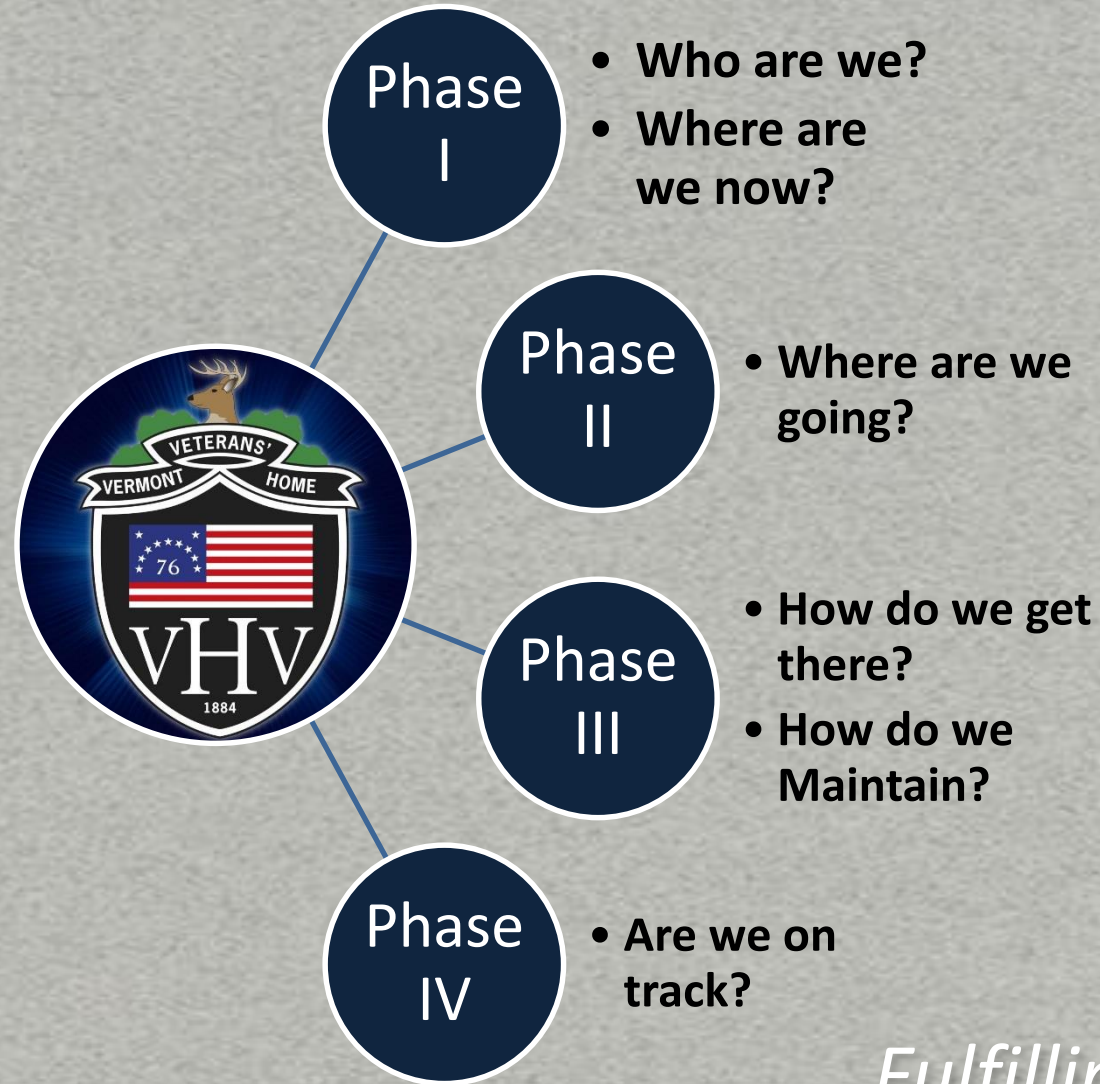 Phase
I
• Who are we?
• Where are
we now?
Phase
II
• Where are we
going?
VETERANS'
VERMONT HOME
76
VHV
1884
Phase
III
• How do we get
there?
• How do we
Maintain?
Phase
IV
• Are we on
track?